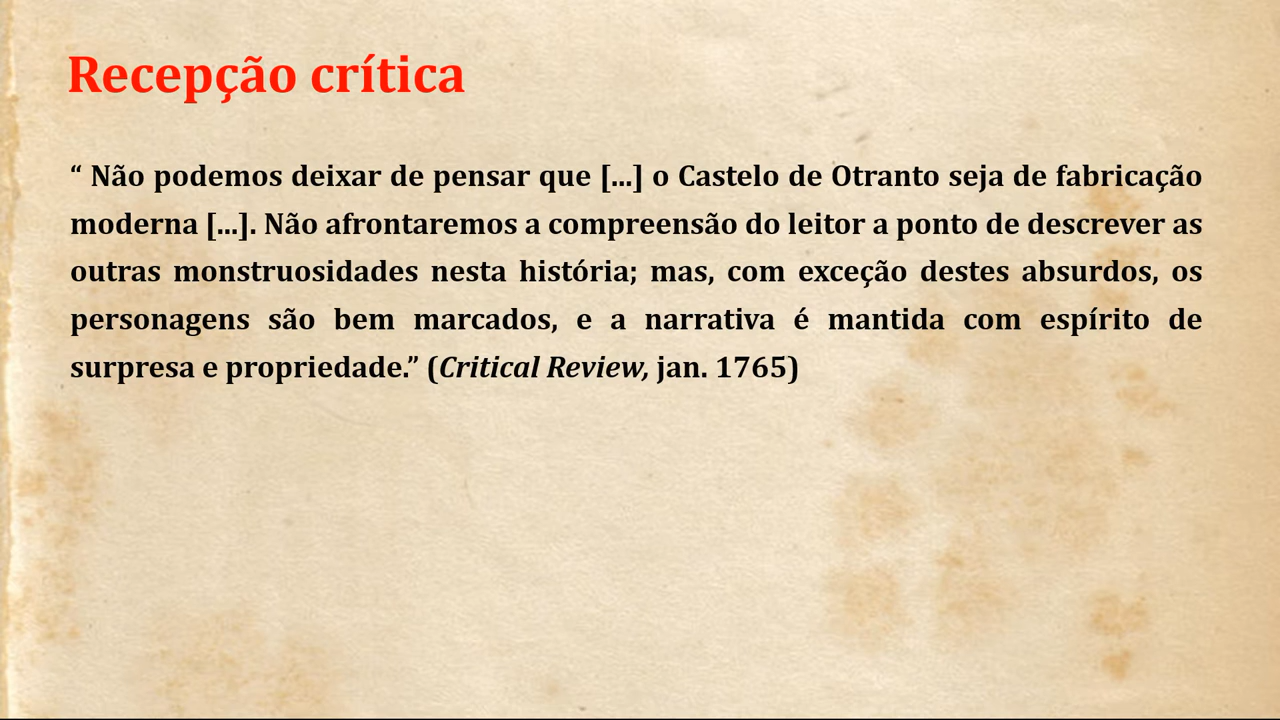 Recepção crítica
“ Não podemos deixar de pensar que [...] o Castelo de Otranto seja de fabricação
moderna [...]. Não afrontaremos a compreensão do leitor a ponto de descrever as
outras monstruosidades nesta história; mas, com exceção destes absurdos, os
personagens são bem marcados, e a narrativa é mantida com espírito de
surpresa e propriedade.” (Critical Review, jan. 1765)